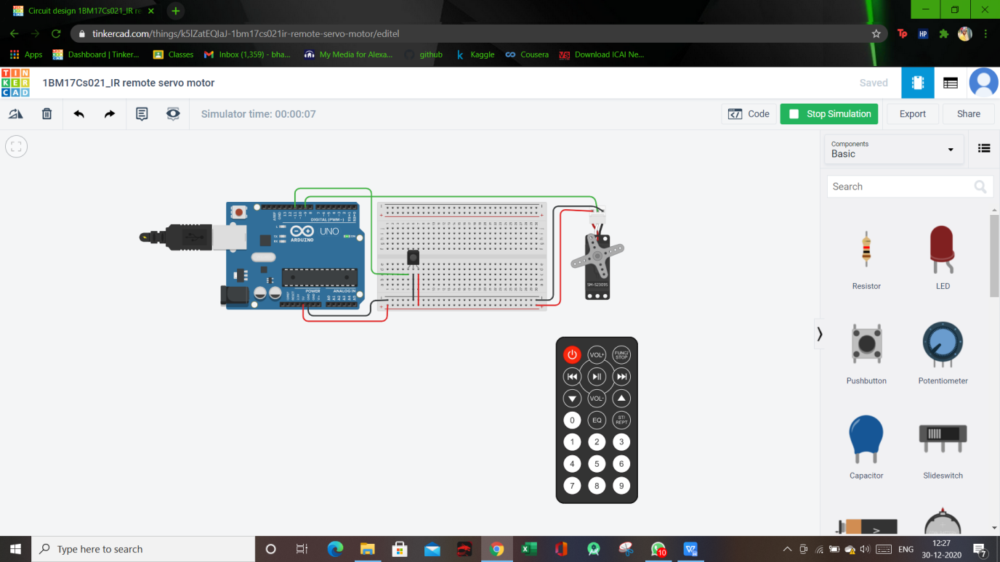 Circuit design 1BM17Cs021_IR re
tinkercad.com/things/k5lZatEQIaJ-1bm17cs021ir-remote-servo-motor/editel
Apps
Dashboard | Tinker...
Classes
Inbox (1,359) - bha...
My Media for Alexa...
github
Kaggle
Cousera
Download ICAI Ne...
HP
TIN
KER
CAD
1BM17Cs021_IR remote servo motor
Saved
Simulator time: 00:00:07
Code
Stop Simulation
Export
Share
Components
Basic
Search
DIGITAL (PWM~)
UNO
ARDUINO
ON
POWER
ANALOG IN
SM-S2309S
VOL+
FUNC/
STOP
VOL-
0
EQ
ST/
REPT
1 2 3
4 5 6
7 8 9
Resistor
LED
Pushbutton
Potentiometer
Capacitor
Slideswitch
Type here to search
10
ENG
12:27
30-12-2020
7